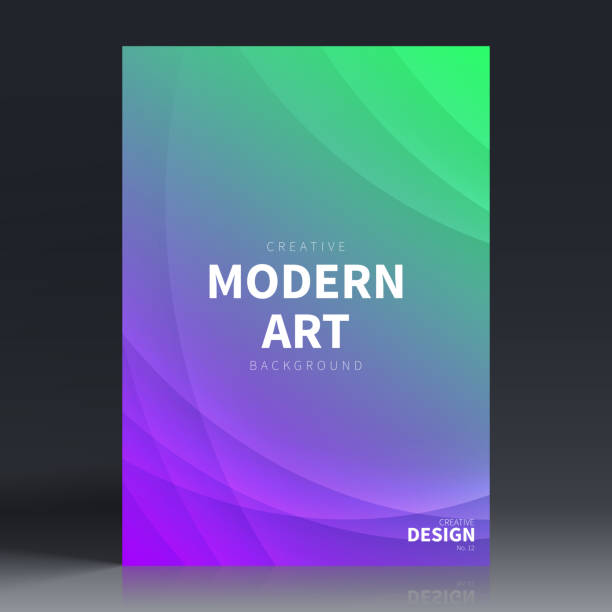 CREATIVE
MODERN
ART
BACKGROUND
CREATIVE
DESIGN
No. 12